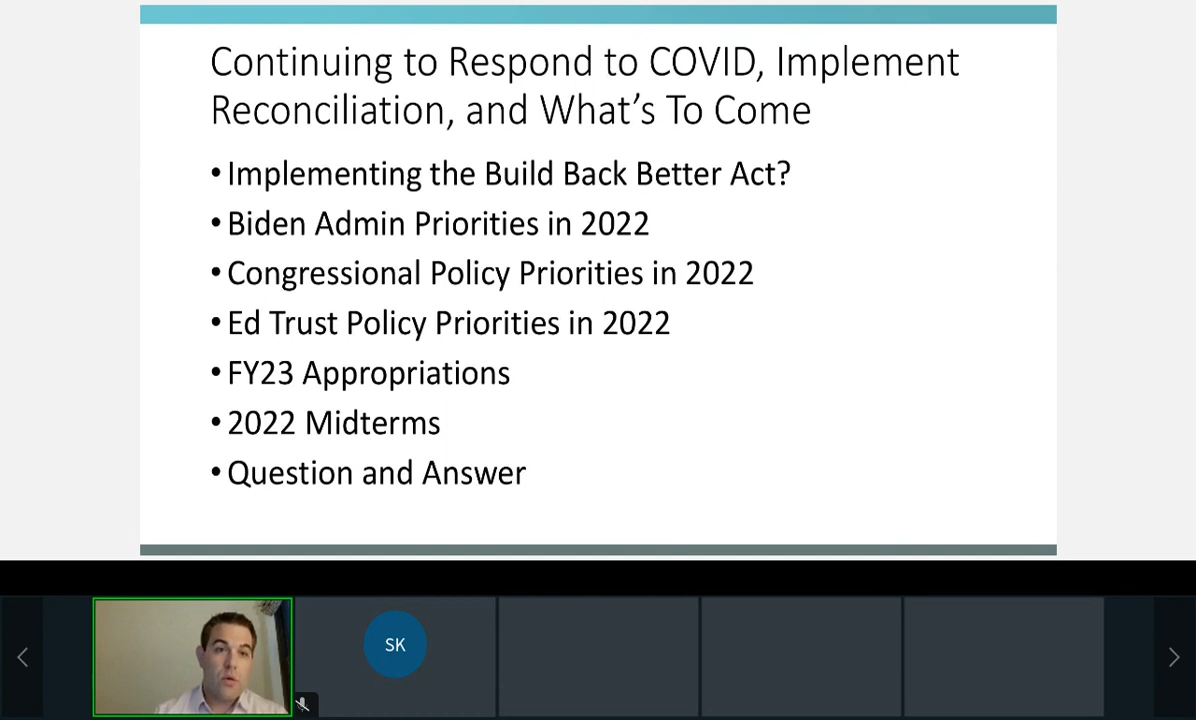 Continuing to Respond to COVID, Implement
Reconciliation, and What’s To Come
• Implementing the Build Back Better Act?
• Biden Admin Priorities in 2022
• Congressional Policy Priorities in 2022
• Ed Trust Policy Priorities in 2022
• FY23 Appropriations
• 2022 Midterms
• Question and Answer
SK